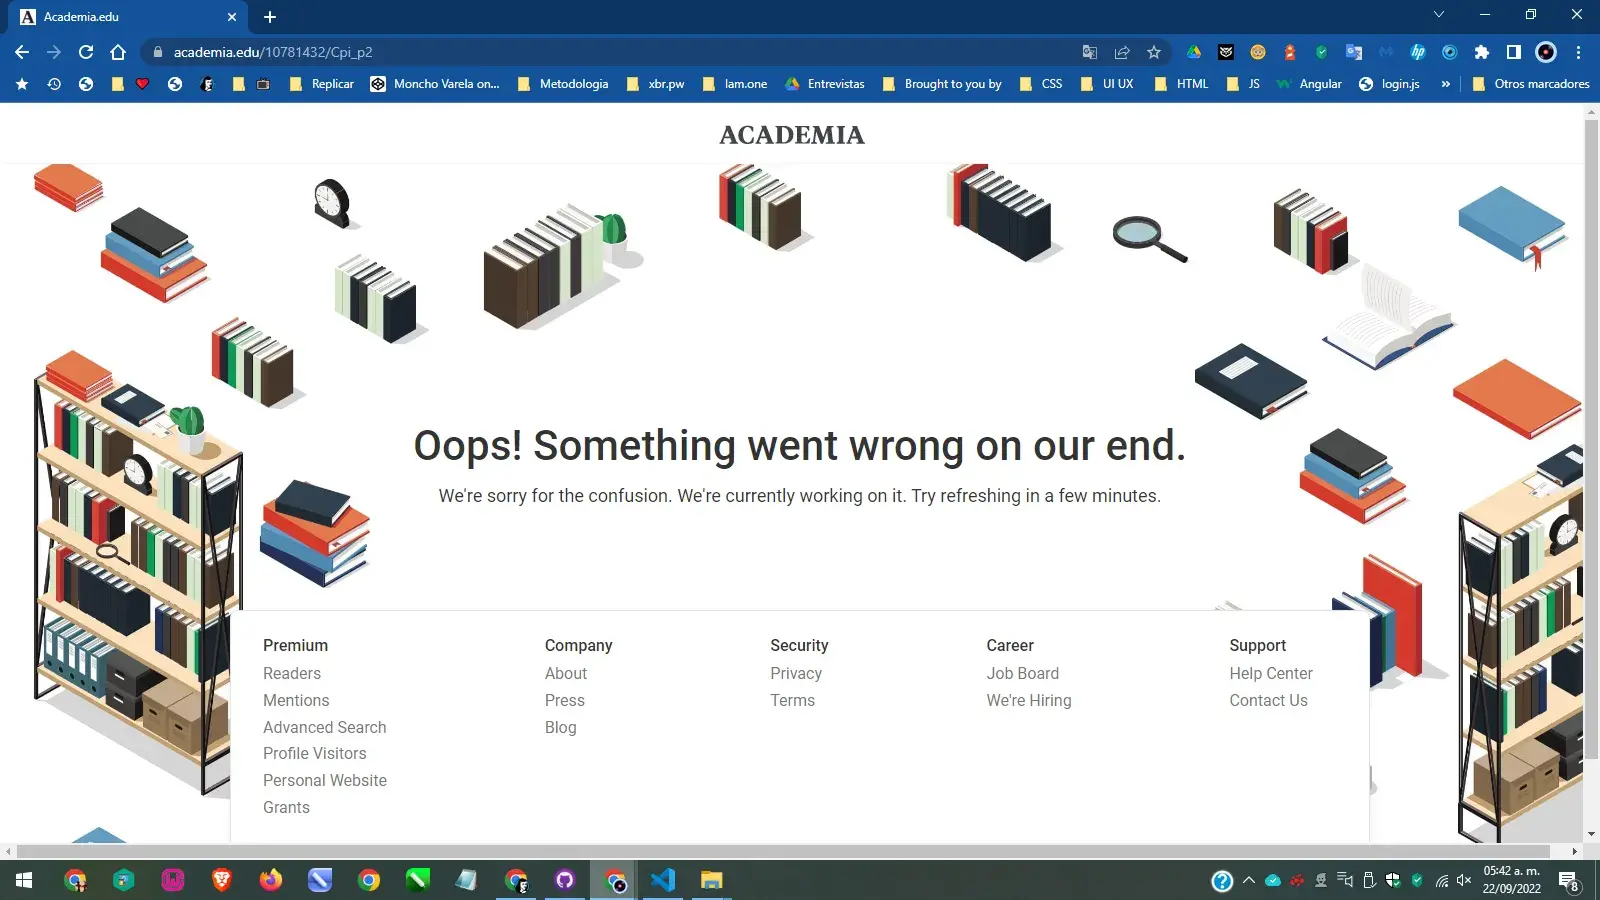 Academia.edu
academia.edu/10781432/Cpi_p2
Replicar
Moncho Varela on...
Metodologia
xbr.pw
Iam.one
Entrevistas
Brought to you by
CSS
UI UX
HTML
JS
Angular
login.js
»
Otros marcadores
ACADEMIA
Oops! Something went wrong on our end.
We're sorry for the confusion. We're currently working on it. Try refreshing in a few minutes.
Premium
Readers
Mentions
Advanced Search
Profile Visitors
Personal Website
Grants
Company
About
Press
Blog
Security
Privacy
Terms
Career
Job Board
We're Hiring
Support
Help Center
Contact Us
05:42 a. m.
22/09/2022
8